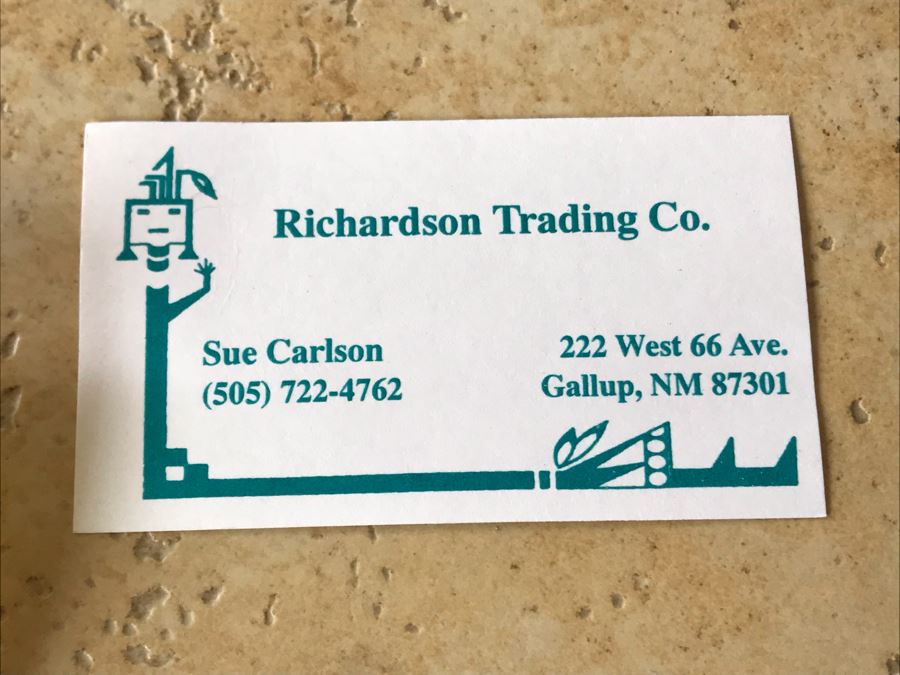 Richardson Trading Co.
Sue Carlson
(505) 722-4762
222 West 66 Ave.
Gallup, NM 87301